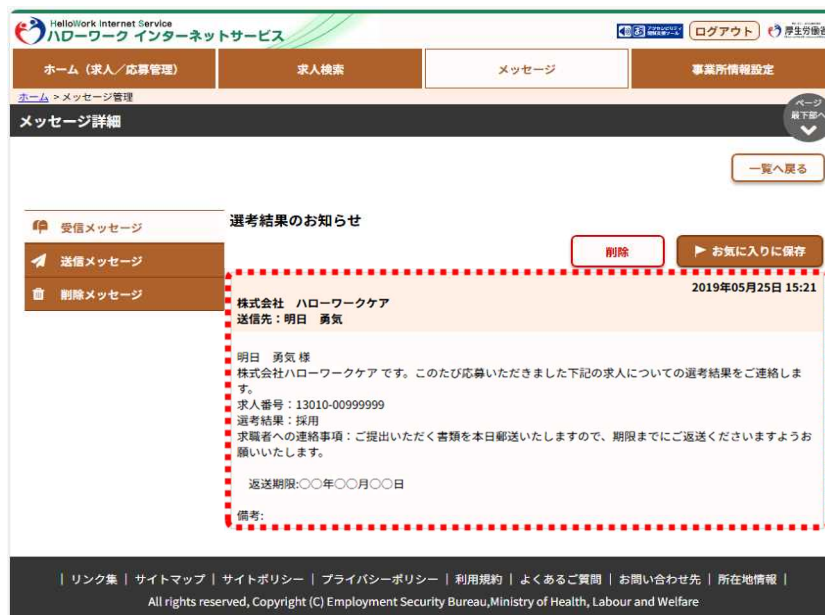 HelloWork Internet Service
ハローワーク インターネットサービス
ログアウト
厚生労働省
ホーム（求人／応募管理）
求人検索
メッセージ
事業所情報設定
ホーム > メッセージ管理
ページ
最下部へ
メッセージ詳細
一覧へ戻る
受信メッセージ
送信メッセージ
削除メッセージ
選考結果のお知らせ
削除
お気に入りに保存
2019年05月25日 15:21
株式会社　ハローワークケア
送信先：明日　勇気
明日　勇気 様
株式会社ハローワークケア です。このたび応募いただきました下記の求人についての選考結果をご連絡しま
す。
求人番号：13010-00999999
選考結果：採用
求職者への連絡事項：ご提出いただく書類を本日郵送いたしますので、期限までにご返送くださいますようお
願いいたします。
返送期限:○○年○○月○○日
備考:
| リンク集 | サイトマップ | サイトポリシー | プライバシーポリシー | 利用規約 | よくあるご質問 | お問い合わせ先 | 所在地情報 |
All rights reserved, Copyright (C) Employment Security Bureau,Ministry of Health, Labour and Welfare